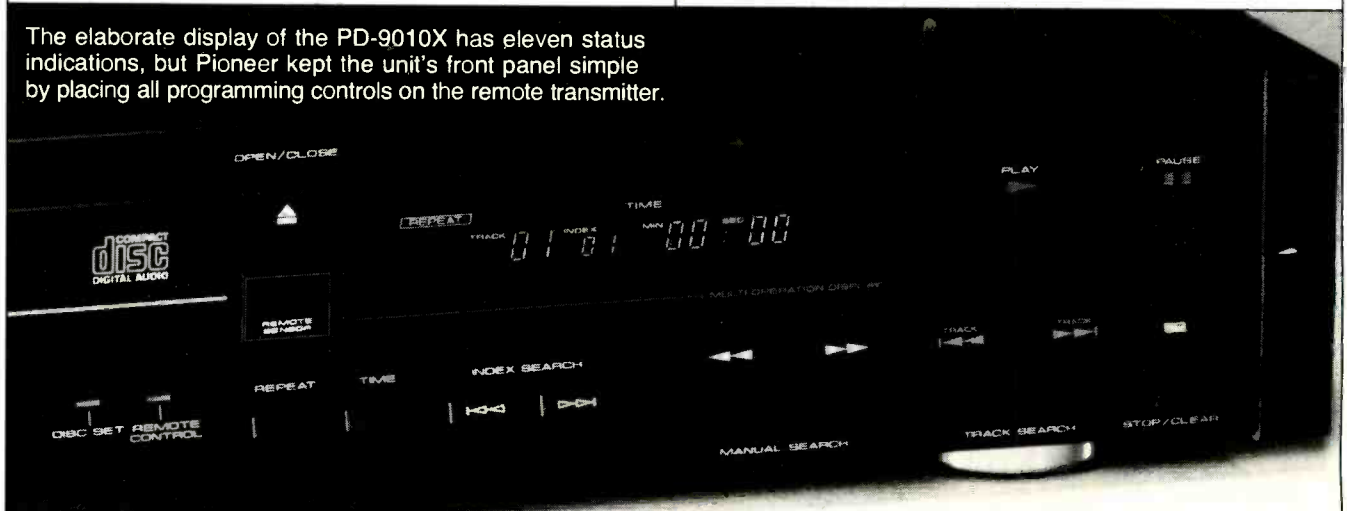 The elaborate display of the PD-9010X has eleven status
indications, but Pioneer kept the unit's front panel simple
by placing all programming controls on the remote transmitter.
OPEN/CLOSE
PLAY
PAUSE
TIME
REPEAT
TRACK 01 INDEX 01 MIN 00 SEC 00
COMPACT
disc
DIGITAL AUDIO
MULTI OPERATION DISPLAY
REMOTE
SENSOR
TRACK
TRACK
REPEAT
TIME
INDEX SEARCH
DISC SET
REMOTE
CONTROL
MANUAL SEARCH
TRACK SEARCH
STOP/CLEAR